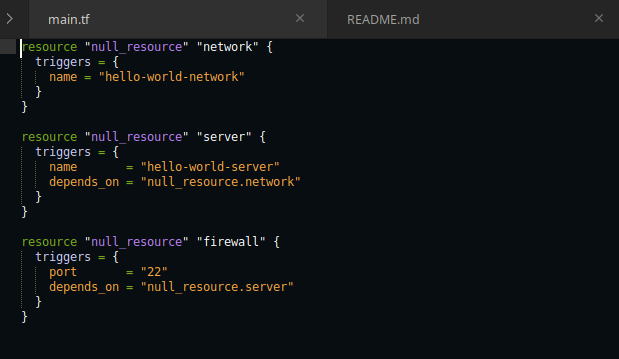 main.tf
README.md
resource "null_resource" "network" {
  triggers = {
    name = "hello-world-network"
  }
}

resource "null_resource" "server" {
  triggers = {
    name       = "hello-world-server"
    depends_on = "null_resource.network"
  }
}

resource "null_resource" "firewall" {
  triggers = {
    port       = "22"
    depends_on = "null_resource.server"
  }
}